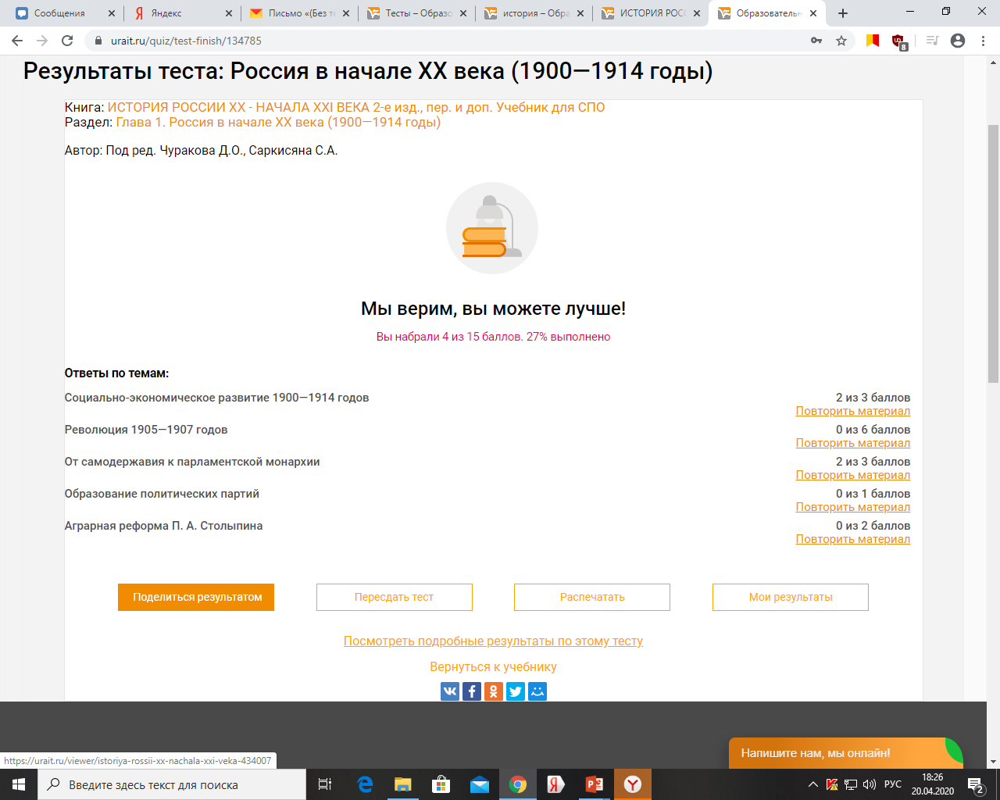 Сообщения
Яндекс
Письмо «(Без т
Тесты – Образо
история – Обра
ИСТОРИЯ РОСС
Образовательн
urait.ru/quiz/test-finish/134785
8
Результаты теста: Россия в начале XX века (1900—1914 годы)
Книга: ИСТОРИЯ РОССИИ XX - НАЧАЛА XXI ВЕКА 2-е изд., пер. и доп. Учебник для СПО
Раздел: Глава 1. Россия в начале XX века (1900—1914 годы)
Автор: Под ред. Чуракова Д.О., Саркисяна С.А.
Мы верим, вы можете лучше!
Вы набрали 4 из 15 баллов. 27% выполнено
Ответы по темам:
Социально-экономическое развитие 1900—1914 годов
2 из 3 баллов
Повторить материал
Революция 1905—1907 годов
0 из 6 баллов
Повторить материал
От самодержавия к парламентской монархии
2 из 3 баллов
Повторить материал
Образование политических партий
0 из 1 баллов
Повторить материал
Аграрная реформа П. А. Столыпина
0 из 2 баллов
Повторить материал
Поделиться результатом
Пересдать тест
Распечатать
Мои результаты
Посмотреть подробные результаты по этому тесту
Вернуться к учебнику
Напишите нам, мы онлайн!
https://urait.ru/viewer/istoriya-rossii-xx-nachala-xxi-veka-434007
Введите здесь текст для поиска
РУС
18:26
20.04.2020
2